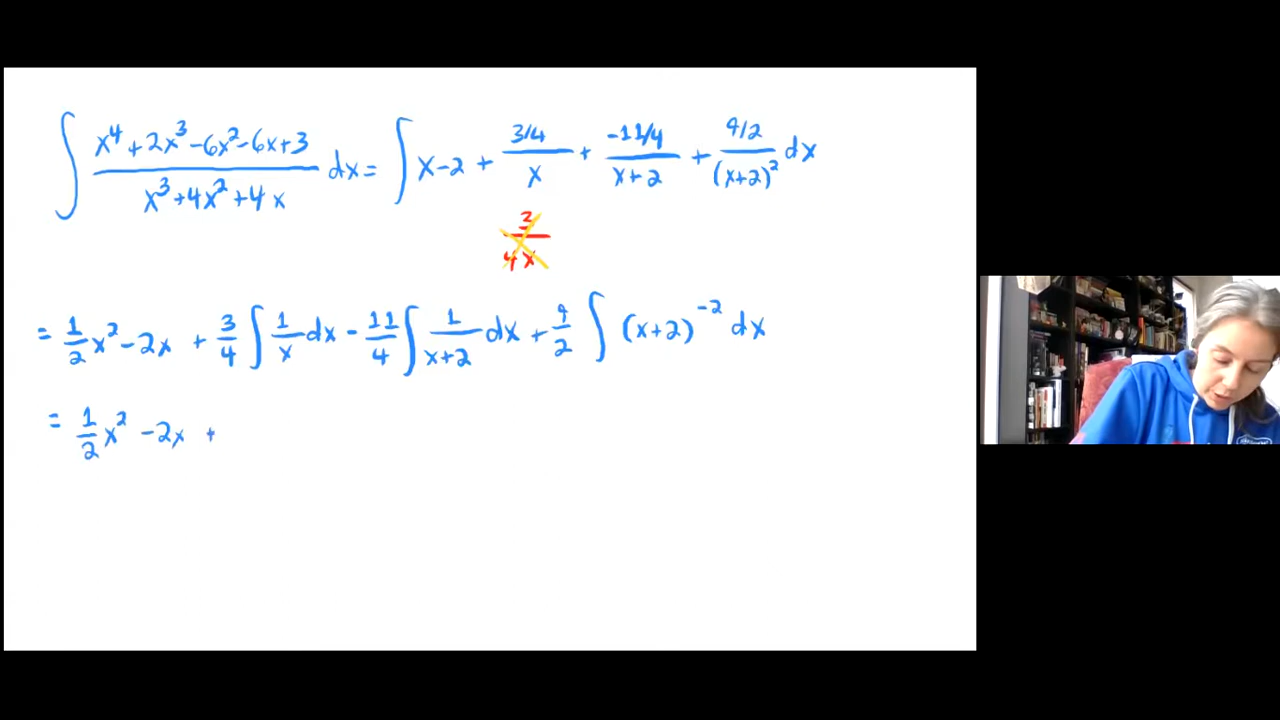 ∫ (x⁴+2x³-6x²-6x+3)/(x³+4x²+4x) dx = ∫ x-2 + (3/4)/x + (-11/4)/(x+2) + (9/2)/(x+2)² dx
3/(4x)
= 1/2 x² - 2x + 3/4 ∫ 1/x dx - 11/4 ∫ 1/(x+2) dx + 9/2 ∫ (x+2)⁻² dx
= 1/2 x² - 2x +